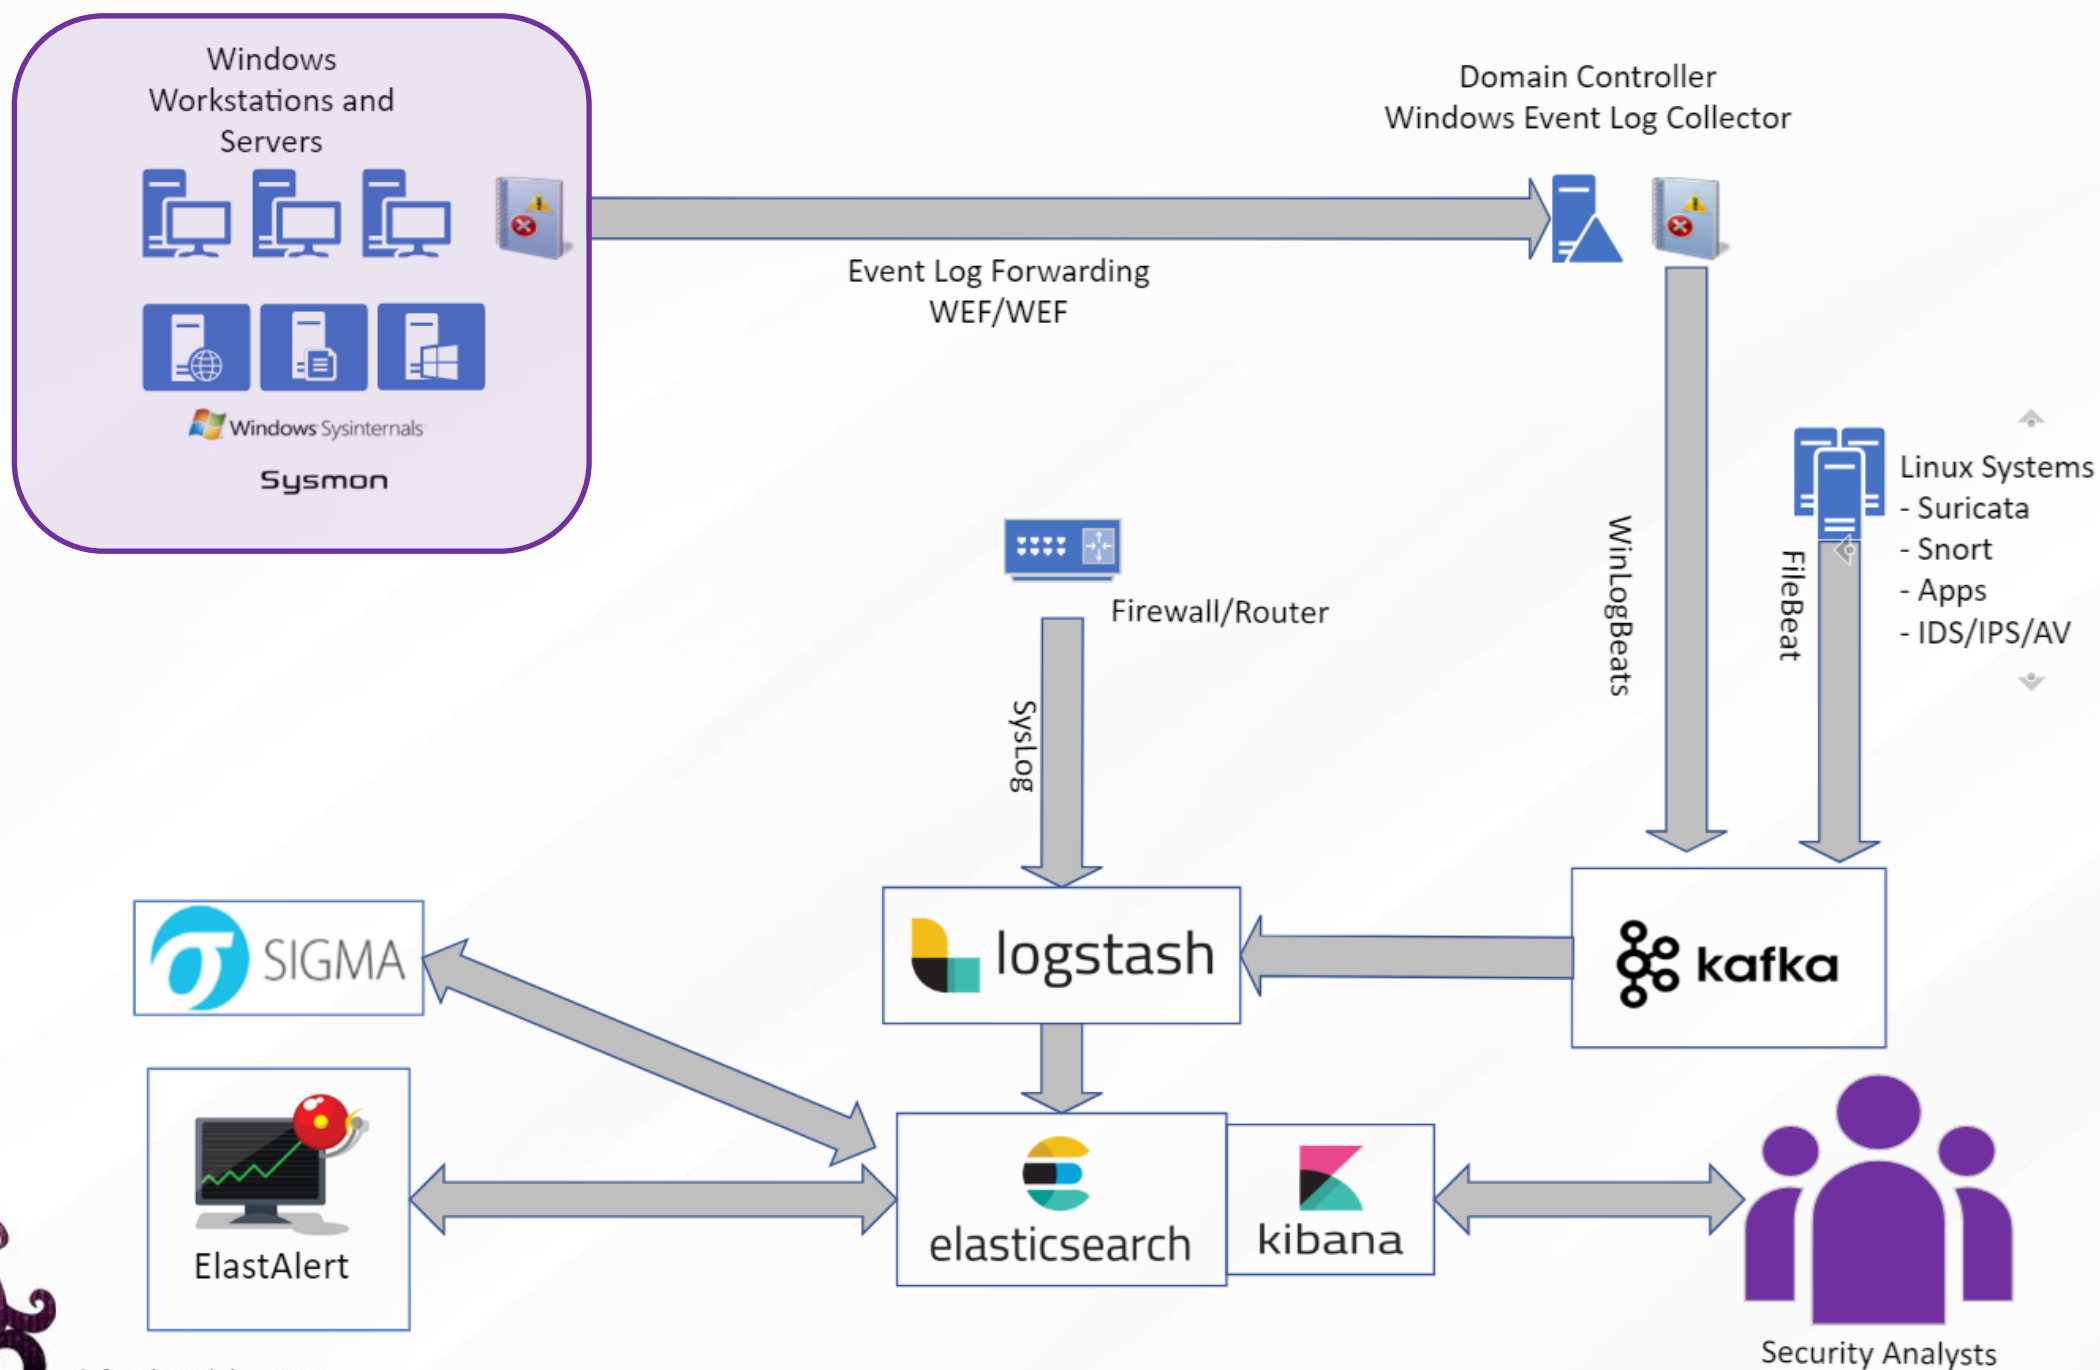 Windows
Workstations and
Servers
Windows Sysinternals
Sysmon
Domain Controller
Windows Event Log Collector
Event Log Forwarding
WEF/WEF
WinLogBeats
FileBeat
Linux Systems
- Suricata
- Snort
- Apps
- IDS/IPS/AV
Firewall/Router
SysLog
SIGMA
logstash
kafka
ElastAlert
elasticsearch
kibana
Security Analysts